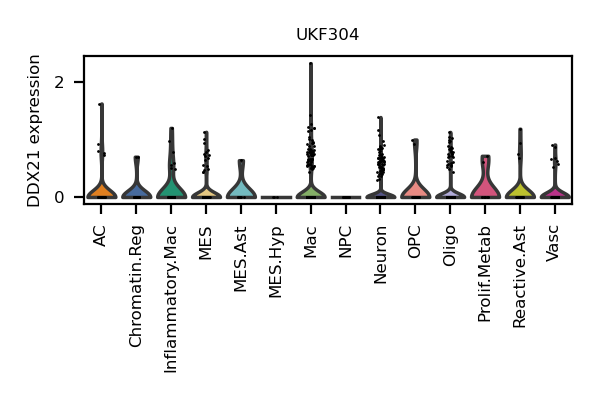 UKF304
DDX21 expression
2
0
AC
Chromatin.Reg
Inflammatory.Mac
MES
MES.Ast
MES.Hyp
Mac
NPC
Neuron
OPC
Oligo
Prolif.Metab
Reactive.Ast
Vasc